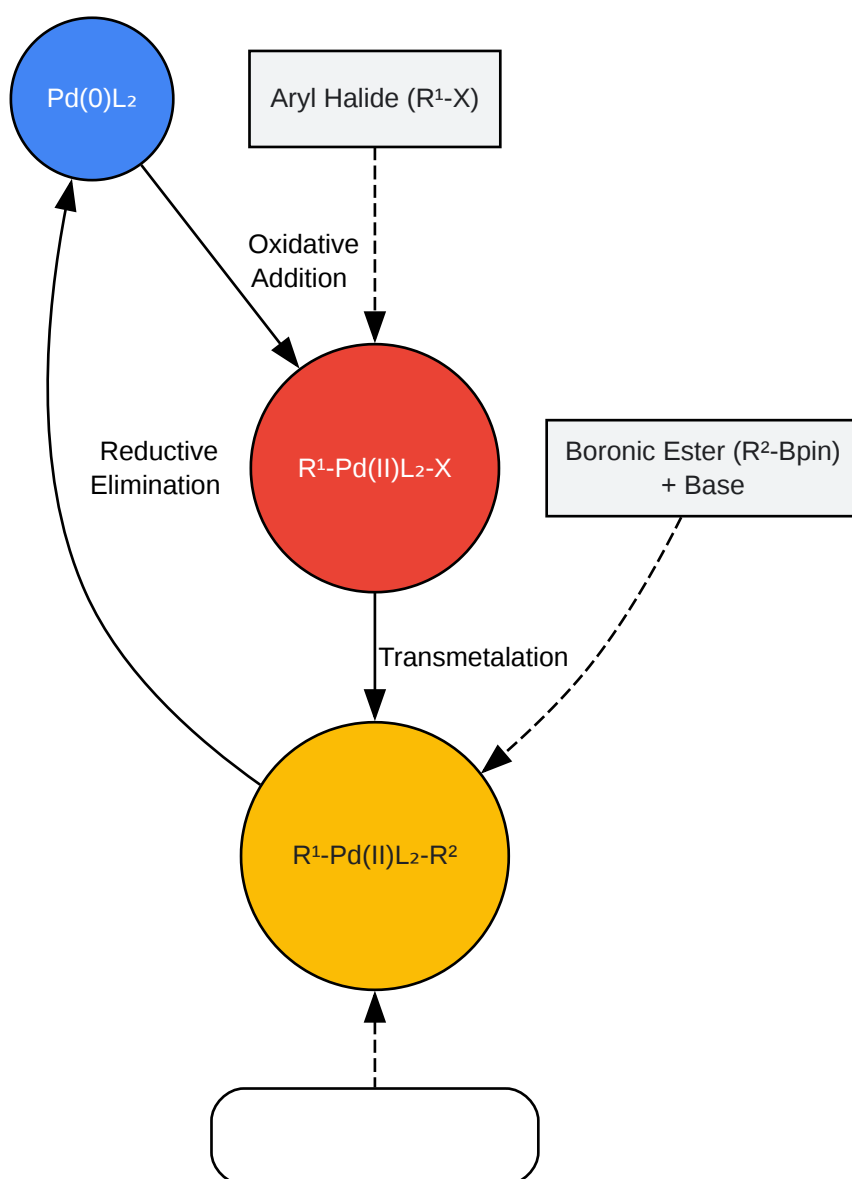 Pd(0)L₂
Aryl Halide (R¹-X)
Oxidative
Addition
Reductive
Elimination
R¹-Pd(II)L₂-X
Boronic Ester (R²-Bpin)
+ Base
Transmetalation
R¹-Pd(II)L₂-R²